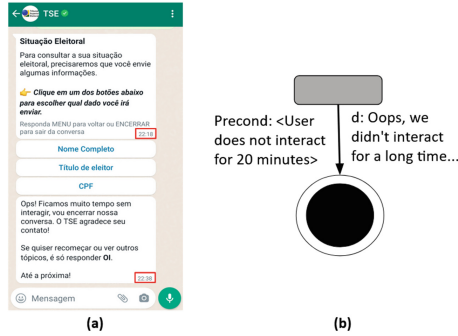 TSE
Situação Eleitoral
Para consultar a sua situação
eleitoral, precisaremos que você envie
algumas informações.
Clique em um dos botões abaixo
para escolher qual dado você irá
enviar.
Responda MENU para voltar ou ENCERRAR
para sair da conversa
22:18
Nome Completo
Título de eleitor
CPF
Ops! Ficamos muito tempo sem
interagir, vou encerrar nossa
conversa. O TSE agradece seu
contato!
Se quiser recomeçar ou ver outros
tópicos, é só responder OI.
Até a próxima!
22:38
Mensagem
(a)
Precond: <User
does not interact
for 20 minutes>
d: Oops, we
didn't interact
for a long time...
(b)